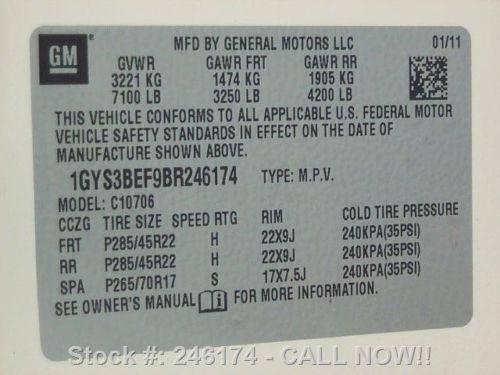 GM
MFD BY GENERAL MOTORS LLC 01/11
GVWR GAWR FRT GAWR RR
3221 KG 1474 KG 1905 KG
7100 LB 3250 LB 4200 LB
THIS VEHICLE CONFORMS TO ALL APPLICABLE U.S. FEDERAL MOTOR
VEHICLE SAFETY STANDARDS IN EFFECT ON THE DATE OF
MANUFACTURE SHOWN ABOVE.
1GYS3BEF9BR246174 TYPE: M.P.V.
MODEL: C10706
CCZG TIRE SIZE SPEED RTG RIM COLD TIRE PRESSURE
FRT P285/45R22 H 22X9J 240KPA(35PSI)
RR P285/45R22 H 22X9J 240KPA(35PSI)
SPA P265/70R17 S 17X7.5J 240KPA(35PSI)
SEE OWNER'S MANUAL FOR MORE INFORMATION.
Stock #: 246174 - CALL NOW!!